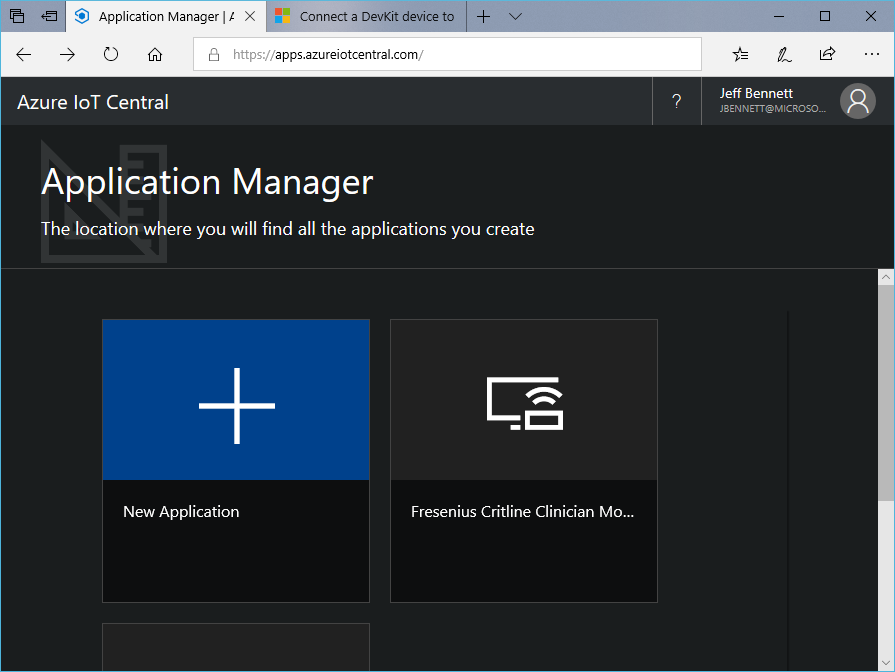 Application Manager | A
Connect a DevKit device to
https://apps.azureiotcentral.com/
Azure IoT Central
?
Jeff Bennett
JBENNETT@MICROSO...
Application Manager
The location where you will find all the applications you create
New Application
Fresenius Critline Clinician Mo...